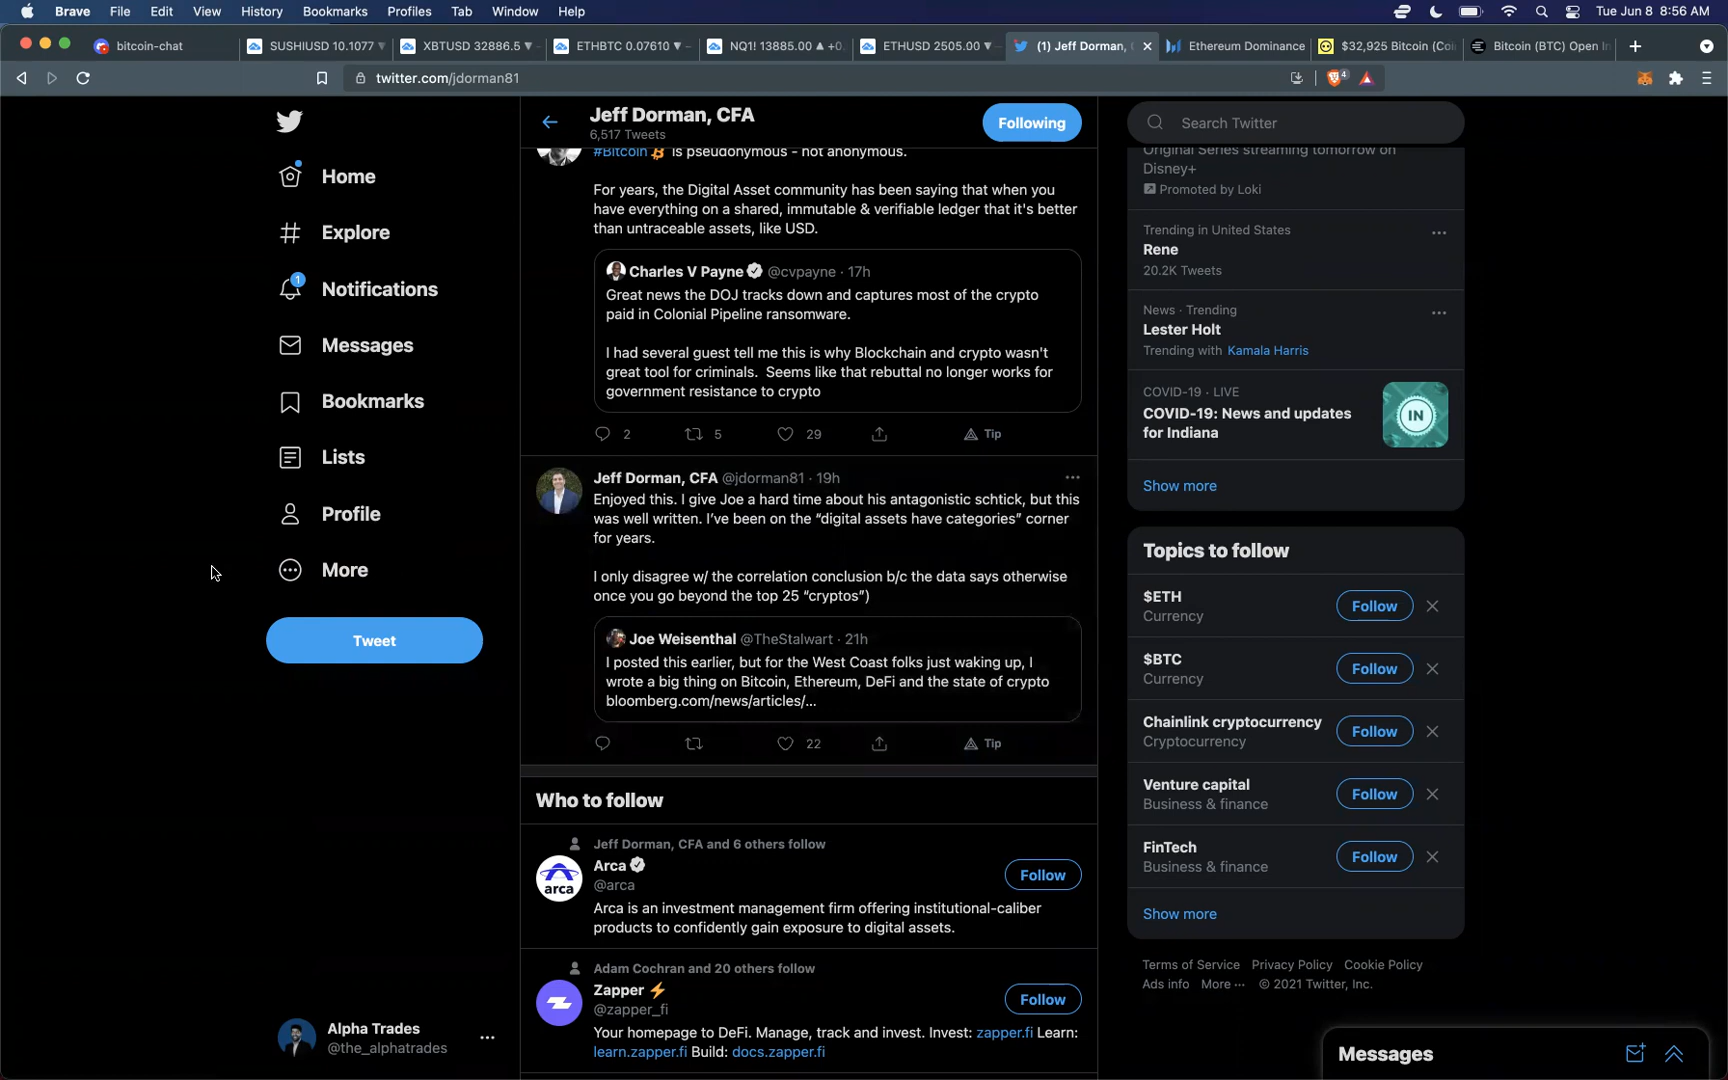 Brave File Edit View History Bookmarks Profiles Tab Window Help
Tue Jun 8 8:56 AM
bitcoin-chat
SUSHIUSD 10.1077 ▼
XBTUSD 32886.5 ▼
ETHBTC 0.07610 ▼
NQ1! 13885.00 ▲ +0.
ETHUSD 2505.00 ▼
(1) Jeff Dorman,
Ethereum Dominance
$32,925 Bitcoin (Coi
Bitcoin (BTC) Open In
twitter.com/jdorman81
4
Home
Explore
1
Notifications
Messages
Bookmarks
Lists
Profile
More
Tweet
Alpha Trades
@the_alphatrades
Jeff Dorman, CFA
6,517 Tweets
Following
#Bitcoin is pseudonymous - not anonymous.
For years, the Digital Asset community has been saying that when you
have everything on a shared, immutable & verifiable ledger that it's better
than untraceable assets, like USD.
Charles V Payne @cvpayne · 17h
Great news the DOJ tracks down and captures most of the crypto
paid in Colonial Pipeline ransomware.
I had several guest tell me this is why Blockchain and crypto wasn't
great tool for criminals. Seems like that rebuttal no longer works for
government resistance to crypto
2 5 29 Tip
Jeff Dorman, CFA @jdorman81 · 19h
Enjoyed this. I give Joe a hard time about his antagonistic schtick, but this
was well written. I've been on the "digital assets have categories" corner
for years.
I only disagree w/ the correlation conclusion b/c the data says otherwise
once you go beyond the top 25 "cryptos")
Joe Weisenthal @TheStalwart · 21h
I posted this earlier, but for the West Coast folks just waking up, I
wrote a big thing on Bitcoin, Ethereum, DeFi and the state of crypto
bloomberg.com/news/articles/...
22 Tip
Who to follow
Jeff Dorman, CFA and 6 others follow
Arca
@arca
Follow
arca
Arca is an investment management firm offering institutional-caliber
products to confidently gain exposure to digital assets.
Adam Cochran and 20 others follow
Zapper ⚡
@zapper_fi
Follow
Your homepage to DeFi. Manage, track and invest. Invest: zapper.fi Learn:
learn.zapper.fi Build: docs.zapper.fi
Search Twitter
Original Series streaming tomorrow on
Disney+
Promoted by Loki
Trending in United States
Rene
20.2K Tweets
News · Trending
Lester Holt
Trending with Kamala Harris
COVID-19 · LIVE
COVID-19: News and updates
for Indiana
IN
Show more
Topics to follow
$ETH
Currency
Follow
$BTC
Currency
Follow
Chainlink cryptocurrency
Cryptocurrency
Follow
Venture capital
Business & finance
Follow
FinTech
Business & finance
Follow
Show more
Terms of Service Privacy Policy Cookie Policy
Ads info More ··· © 2021 Twitter, Inc.
Messages